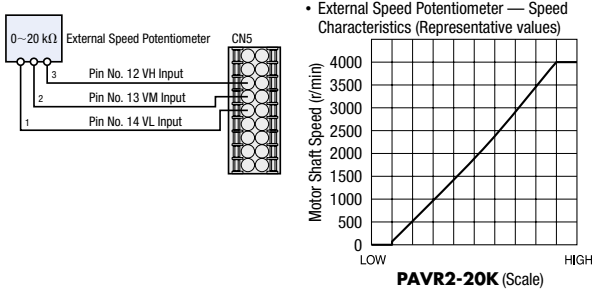 0~20 kΩ
External Speed Potentiometer
CN5
3
Pin No. 12 VH Input
2
Pin No. 13 VM Input
1
Pin No. 14 VL Input
• External Speed Potentiometer — Speed
Characteristics (Representative values)
Motor Shaft Speed (r/min)
4000
3500
3000
2500
2000
1500
1000
500
0
LOW
HIGH
PAVR2-20K (Scale)